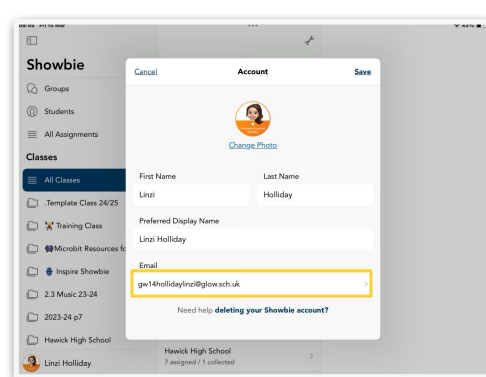 Showbie
Groups
Students
All Assignments
Classes
All Classes
.Template Class 24/25
Training Class
Microbit Resources fo
Inspire Showbie
2.3 Music 23-24
2023-24 p7
Hawick High School
Linzi Holliday
Cancel
Account
Save
Change Photo
First Name
Last Name
Linzi
Holliday
Preferred Display Name
Linzi Holliday
Email
gw14hollidaylinzi@glow.sch.uk
Need help deleting your Showbie account?
Hawick High School
7 assigned / 1 collected